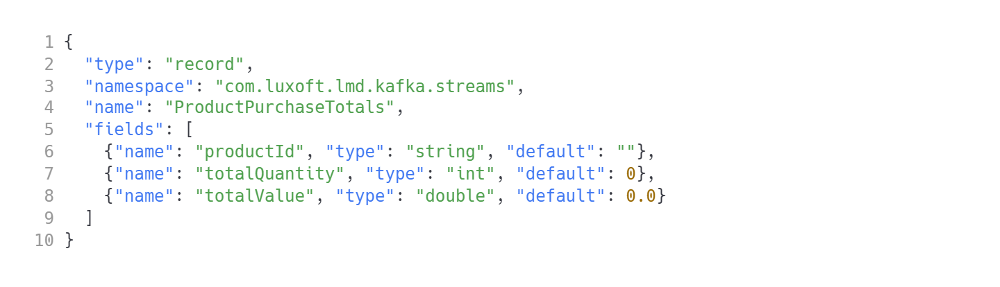 1 {
2   "type": "record",
3   "namespace": "com.luxoft.lmd.kafka.streams",
4   "name": "ProductPurchaseTotals",
5   "fields": [
6     {"name": "productId", "type": "string", "default": ""},
7     {"name": "totalQuantity", "type": "int", "default": 0},
8     {"name": "totalValue", "type": "double", "default": 0.0}
9   ]
10 }